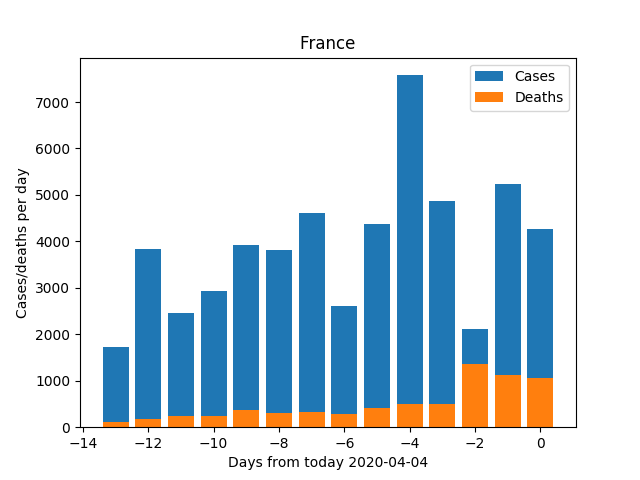 France
Cases
Deaths
7000
6000
5000
4000
3000
2000
1000
0
Cases/deaths per day
−14 −12 −10 −8 −6 −4 −2 0
Days from today 2020-04-04